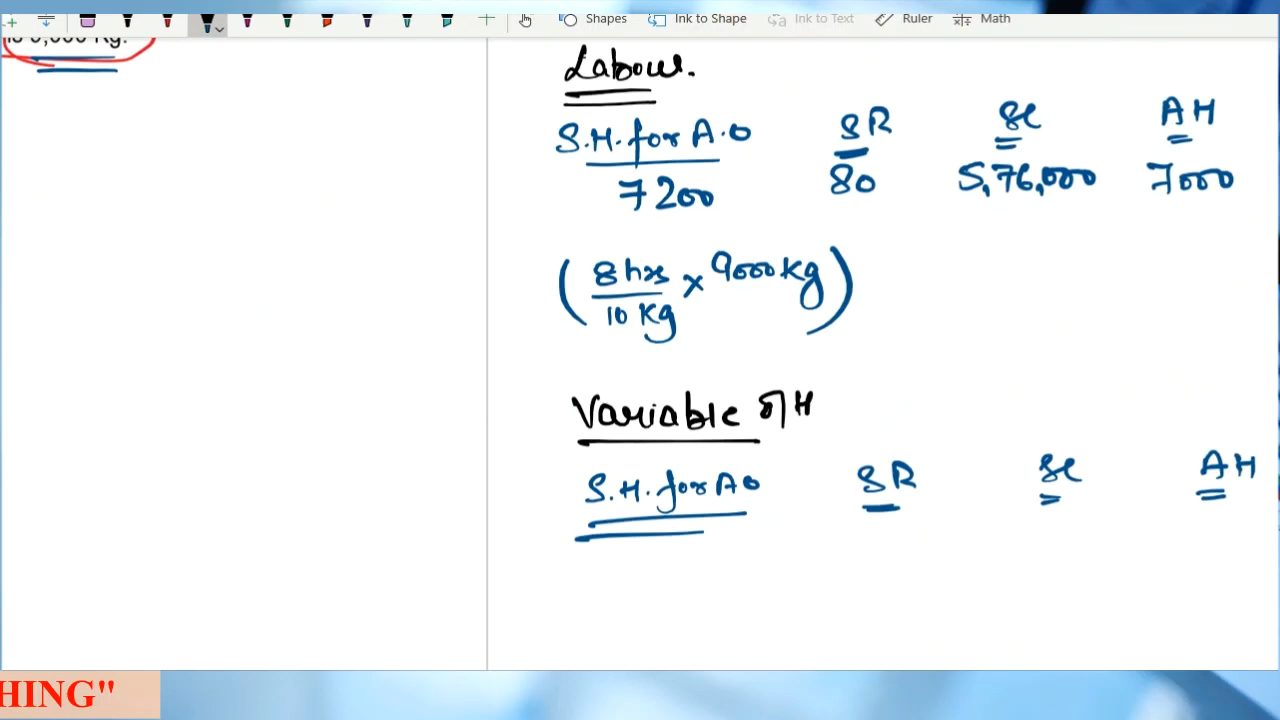 Shapes Ink to Shape Ink to Text Ruler Math
Labour.
S.H. for A.O SR SC AH
7200 80 5,76,000 7000
( 8 hrs / 10 Kg × 9000 kg )
Variable OH
S.H. for AO SR SC AH
HING"